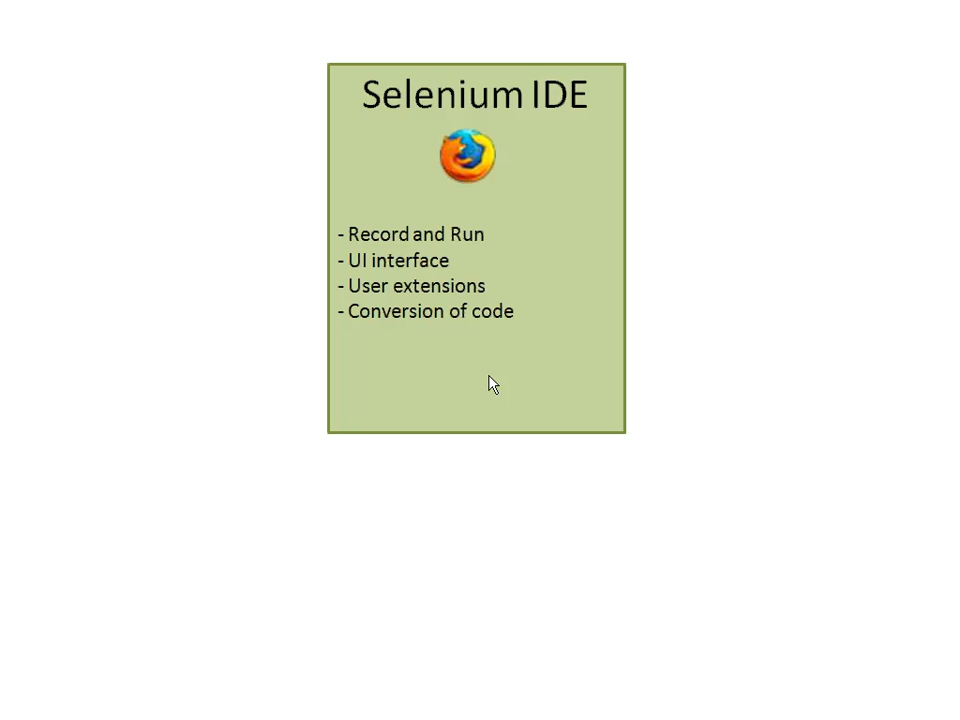 Selenium IDE
- Record and Run
- UI interface
- User extensions
- Conversion of code